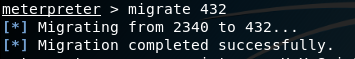 meterpreter > migrate 432
[*] Migrating from 2340 to 432...
[*] Migration completed successfully.